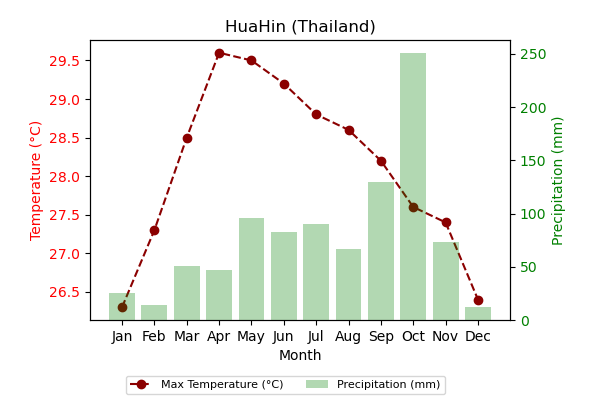 HuaHin (Thailand)
29.5
29.0
28.5
28.0
27.5
27.0
26.5
Temperature (°C)
250
200
150
100
50
0
Precipitation (mm)
Jan Feb Mar Apr May Jun Jul Aug Sep Oct Nov Dec
Month
Max Temperature (°C) Precipitation (mm)